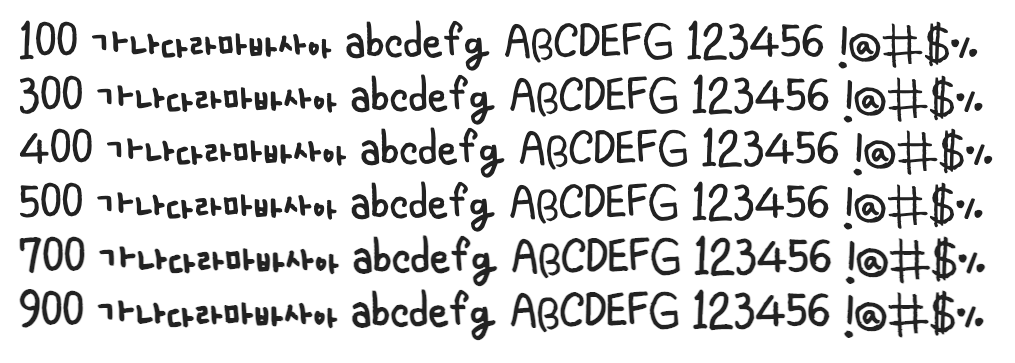 100 가나다라마바사아 abcdefg ABCDEFG 123456 !@#$%
300 가나다라마바사아 abcdefg ABCDEFG 123456 !@#$%
400 가나다라마바사아 abcdefg ABCDEFG 123456 !@#$%
500 가나다라마바사아 abcdefg ABCDEFG 123456 !@#$%
700 가나다라마바사아 abcdefg ABCDEFG 123456 !@#$%
900 가나다라마바사아 abcdefg ABCDEFG 123456 !@#$%